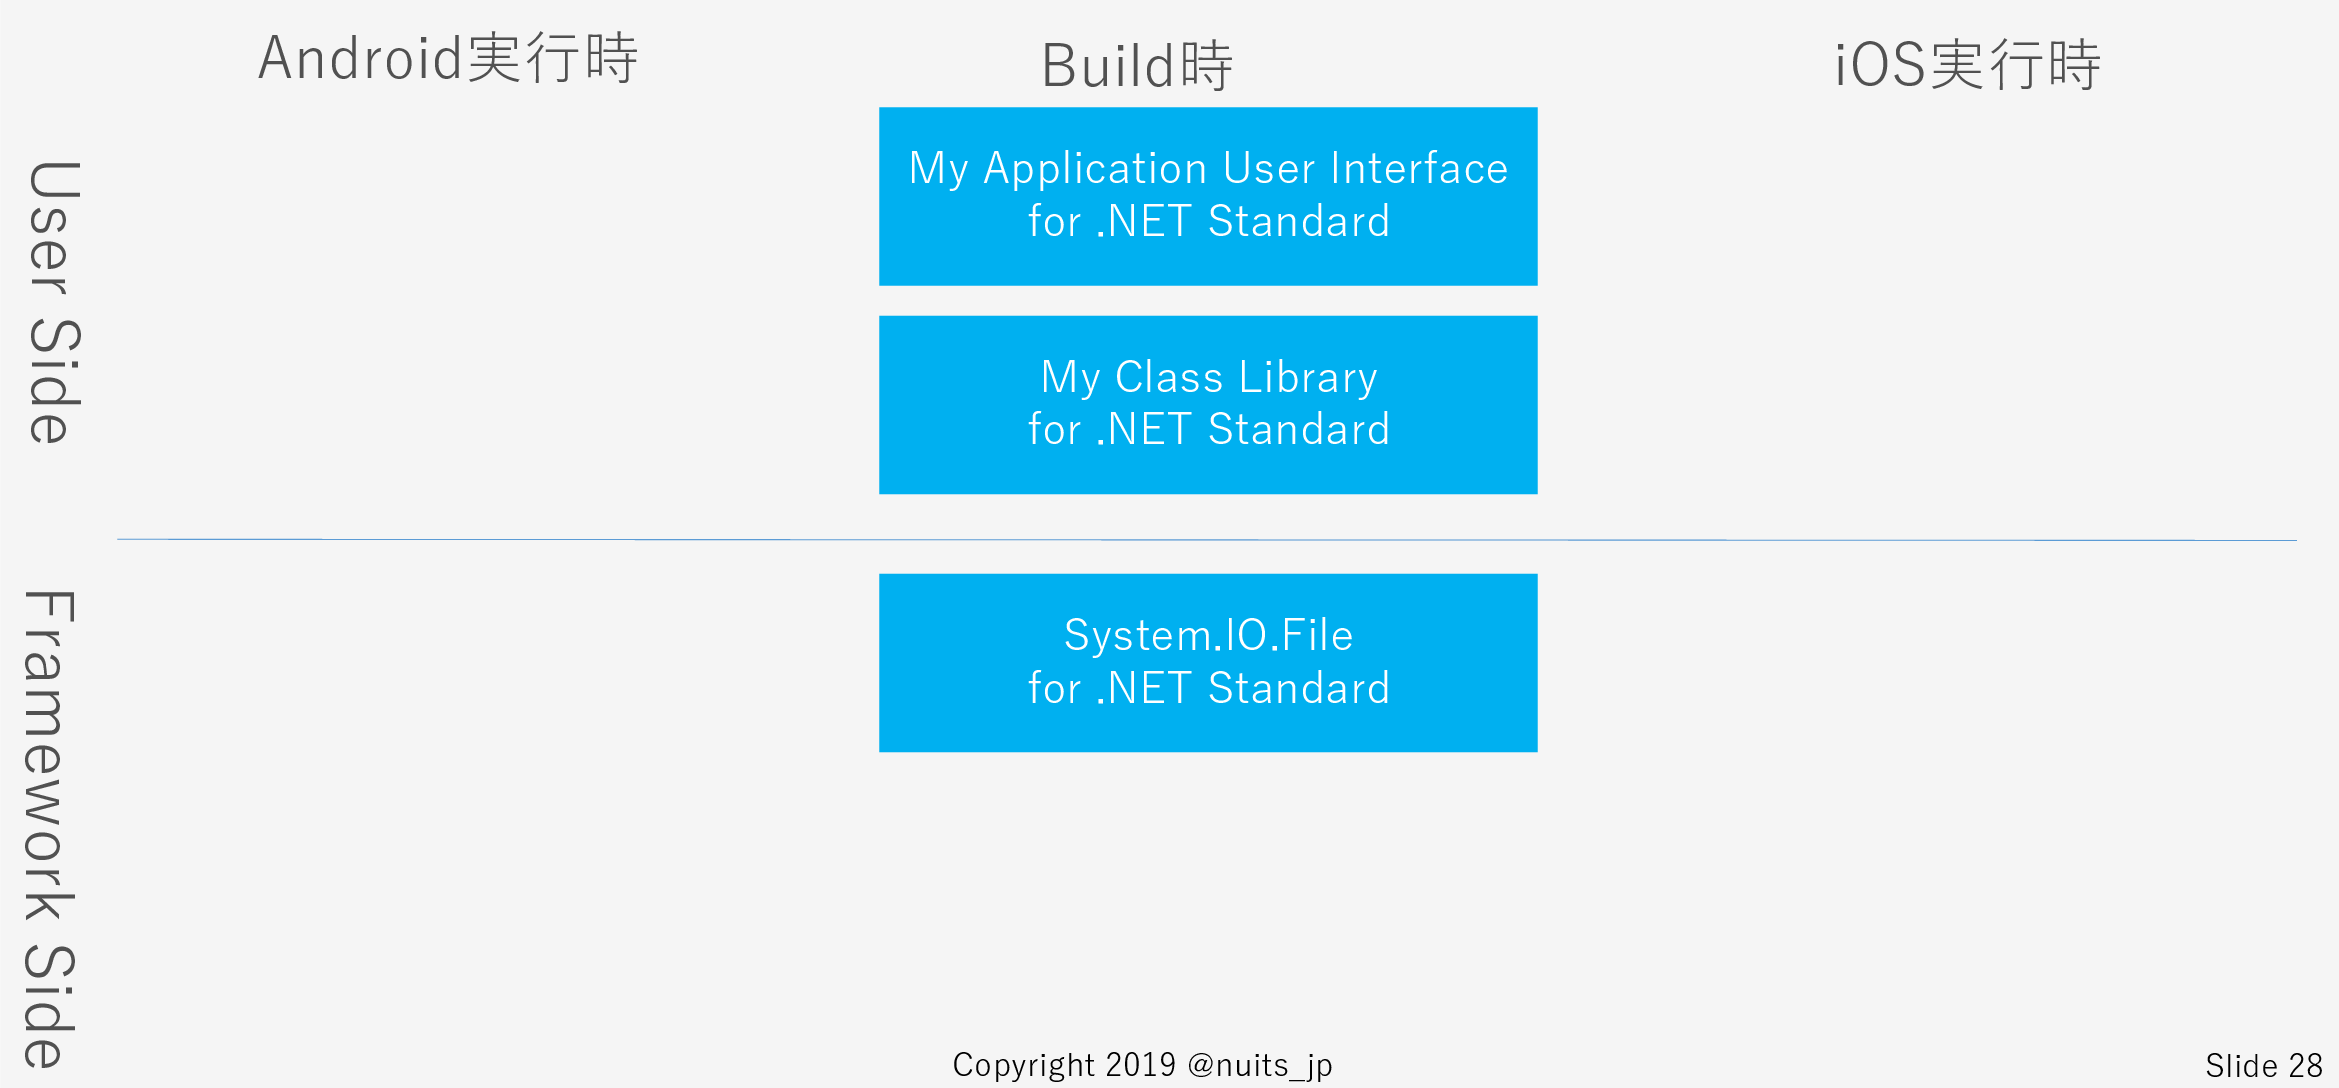 Android実行時
Build時
iOS実行時
User Side
My Application User Interface
for .NET Standard
My Class Library
for .NET Standard
Framework Side
System.IO.File
for .NET Standard
Copyright 2019 @nuits_jp
Slide 28